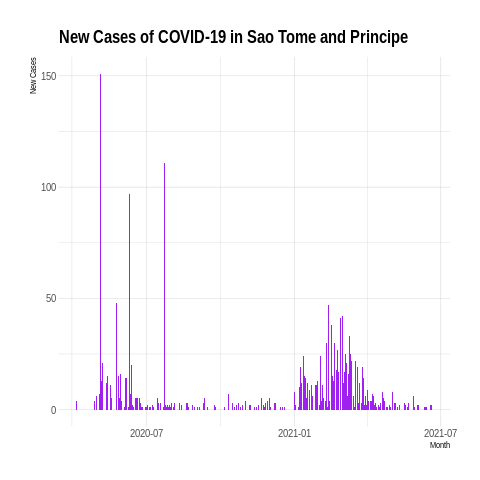 New Cases of COVID-19 in Sao Tome and Principe
New Cases
150
100
50
0
2020-07
2021-01
2021-07
Month